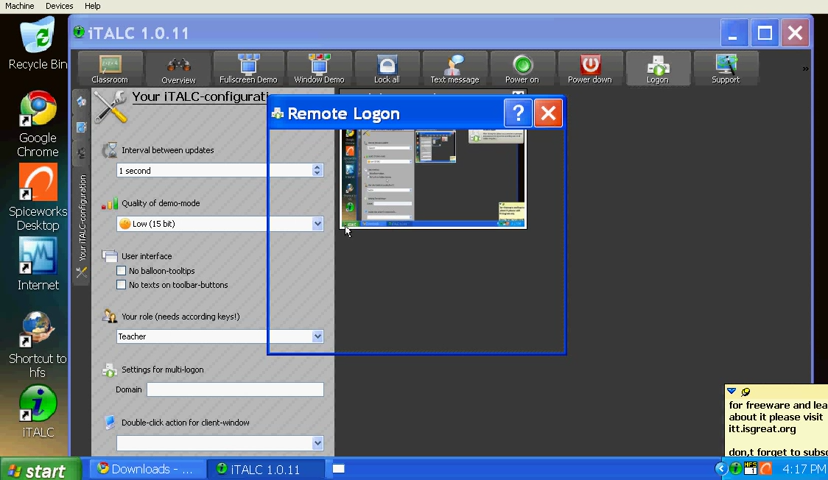 Machine Devices Help
Recycle Bin
Google
Chrome
Spiceworks
Desktop
Internet
Shortcut to
hfs
iTALC
iTALC 1.0.11
Classroom
Overview
Fullscreen Demo
Window Demo
Lock all
Text message
Power on
Power down
Logon
Support
»
Your iTALC-configuration
Your iTALC-configurati
Interval between updates
1 second
Quality of demo-mode
Low (15 bit)
User interface
No balloon-tooltips
No texts on toolbar-buttons
Your role (needs according keys!)
Teacher
Settings for multi-logon
Domain
Double-click action for client-window
Remote Logon
?
for freeware and lea
about it please visit
itt.isgreat.org
don,t forget to subsc
start
Downloads - ...
iTALC 1.0.11
4:17 PM